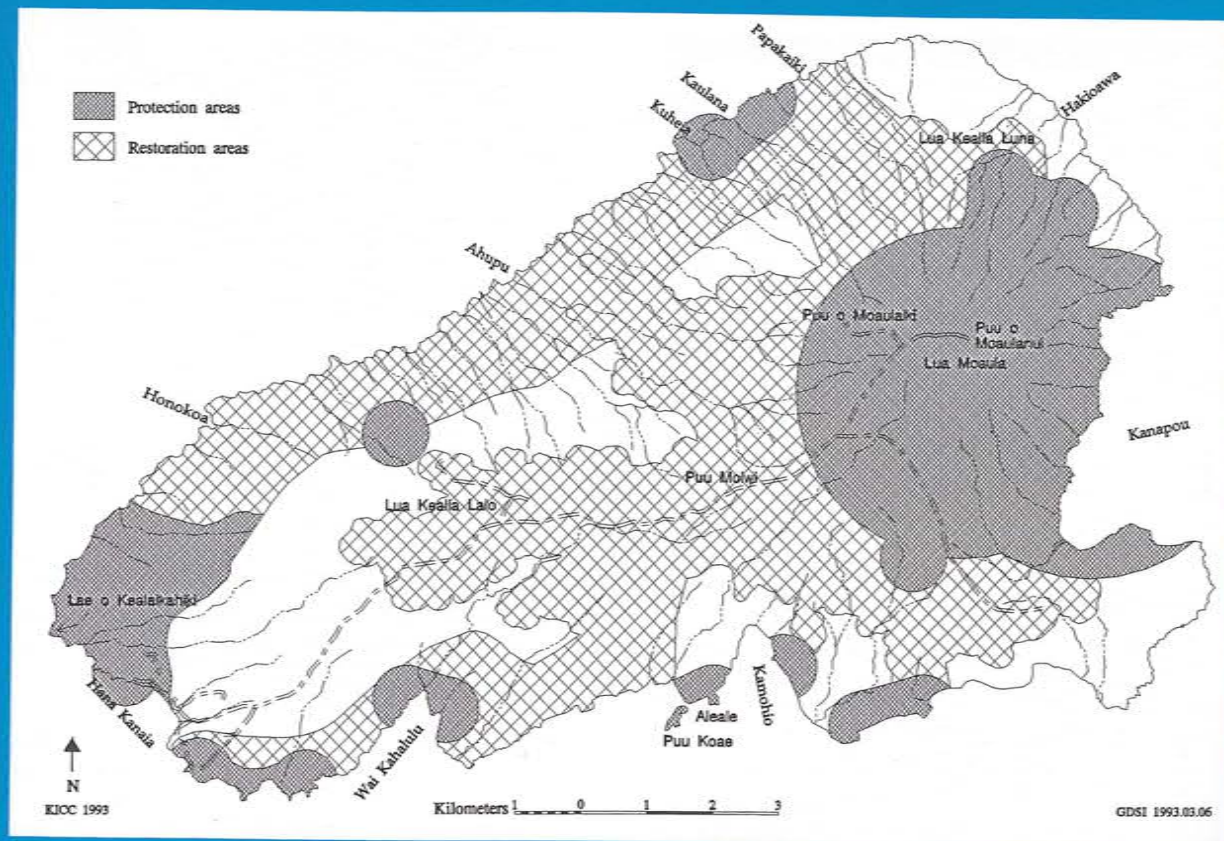 Protection areas
Restoration areas
Papakaiki
Kaulana
Kuheia
Hakioawa
Lua Kealia Luna
Ahupu
Puu o Moaulaiki
Puu o
Moaulanui
Lua Moaula
Honokoa
Kanapou
Puu Moiwi
Lua Kealia Lalo
Lae o Kealaikahiki
Hana Kanaia
Wai Kahalulu
Kamohio
Aleale
Puu Koae
N
KICC 1993
Kilometers 1 0 1 2 3
GDSI 1993.03.06